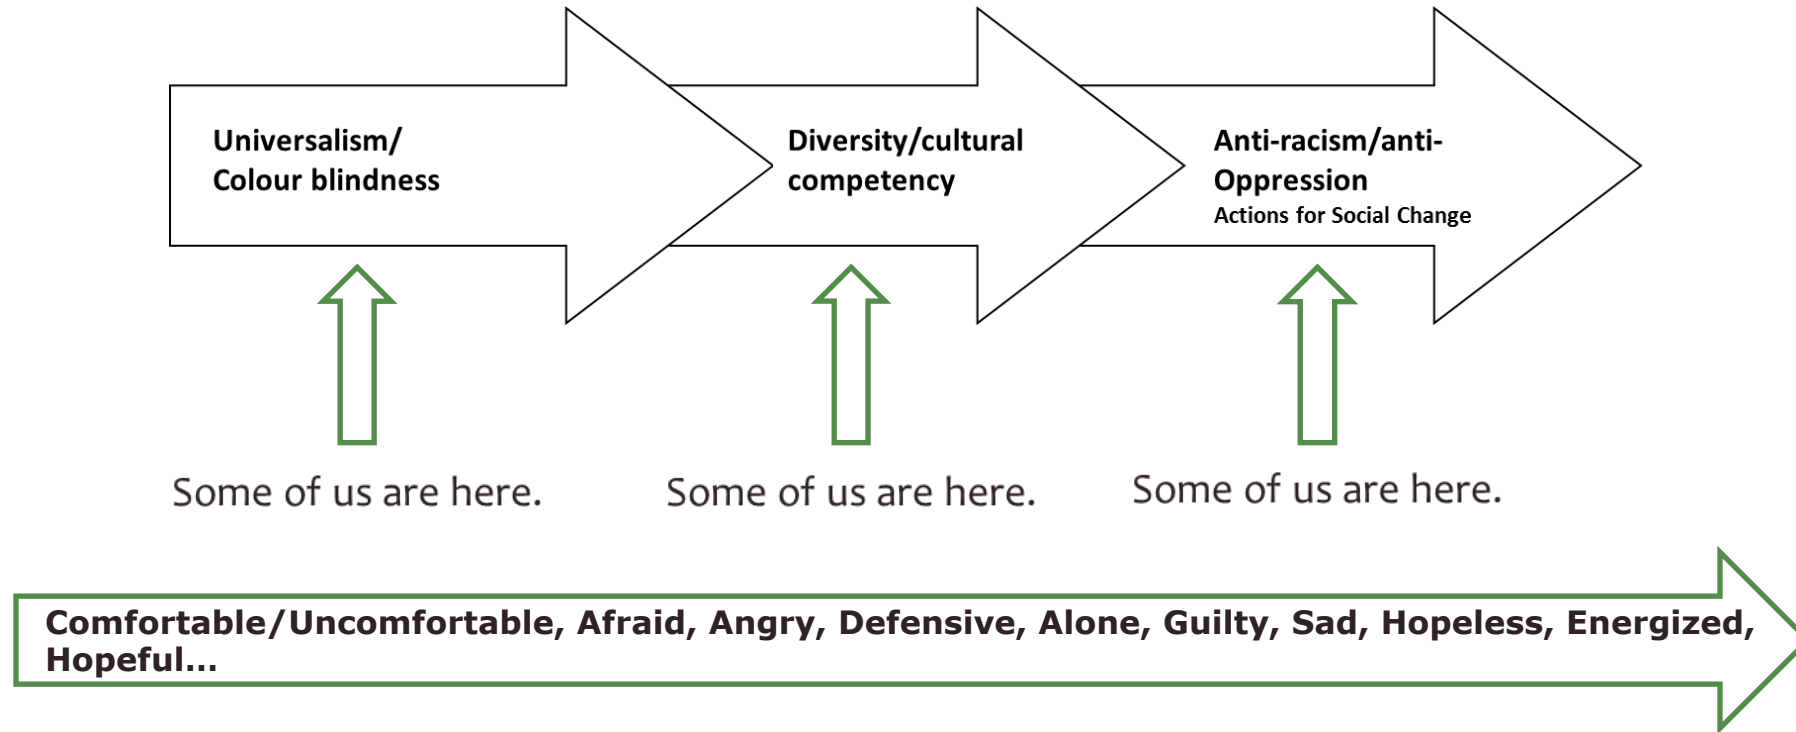 Universalism/
Colour blindness
Diversity/cultural
competency
Anti-racism/anti-
Oppression
Actions for Social Change
Some of us are here.
Some of us are here.
Some of us are here.
Comfortable/Uncomfortable, Afraid, Angry, Defensive, Alone, Guilty, Sad, Hopeless, Energized,
Hopeful...